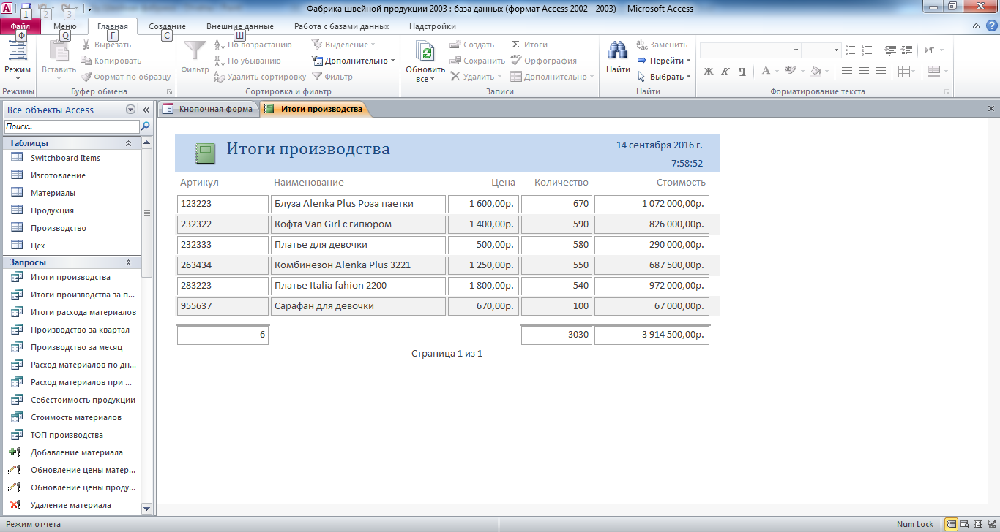 Фабрика швейной продукции 2003 : база данных (формат Access 2002 - 2003) - Microsoft Access
1 2 3
Файл Меню Главная Создание Внешние данные Работа с базами данных Надстройки
Ф Q Г С Ш
Режим
Режимы
Вставить
Вырезать
Копировать
Формат по образцу
Буфер обмена
Фильтр
По возрастанию
По убыванию
Удалить сортировку
Выделение
Дополнительно
Фильтр
Сортировка и фильтр
Обновить
все
Создать
Сохранить
Удалить
Итоги
Орфография
Дополнительно
Записи
Найти
Заменить
Перейти
Выбрать
Найти
Ж К Ч
Форматирование текста
Все объекты Access
Поиск...
Таблицы
Switchboard Items
Изготовление
Материалы
Продукция
Производство
Цех
Запросы
Итоги производства
Итоги производства за п...
Итоги расхода материалов
Производство за квартал
Производство за месяц
Расход материалов по дн...
Расход материалов при ...
Себестоимость продукции
Стоимость материалов
ТОП производства
Добавление материала
Обновление цены матер...
Обновление цены проду...
Удаление материала
Кнопочная форма Итоги производства
Итоги производства
14 сентября 2016 г.
7:58:52
Артикул Наименование Цена Количество Стоимость
123223 Блуза Alenka Plus Роза паетки 1 600,00р. 670 1 072 000,00р.
232322 Кофта Van Girl с гипюром 1 400,00р. 590 826 000,00р.
232333 Платье для девочки 500,00р. 580 290 000,00р.
263434 Комбинезон Alenka Plus 3221 1 250,00р. 550 687 500,00р.
283223 Платье Italia fahion 2200 1 800,00р. 540 972 000,00р.
955637 Сарафан для девочки 670,00р. 100 67 000,00р.
6 3030 3 914 500,00р.
Страница 1 из 1
Режим отчета
Num Lock